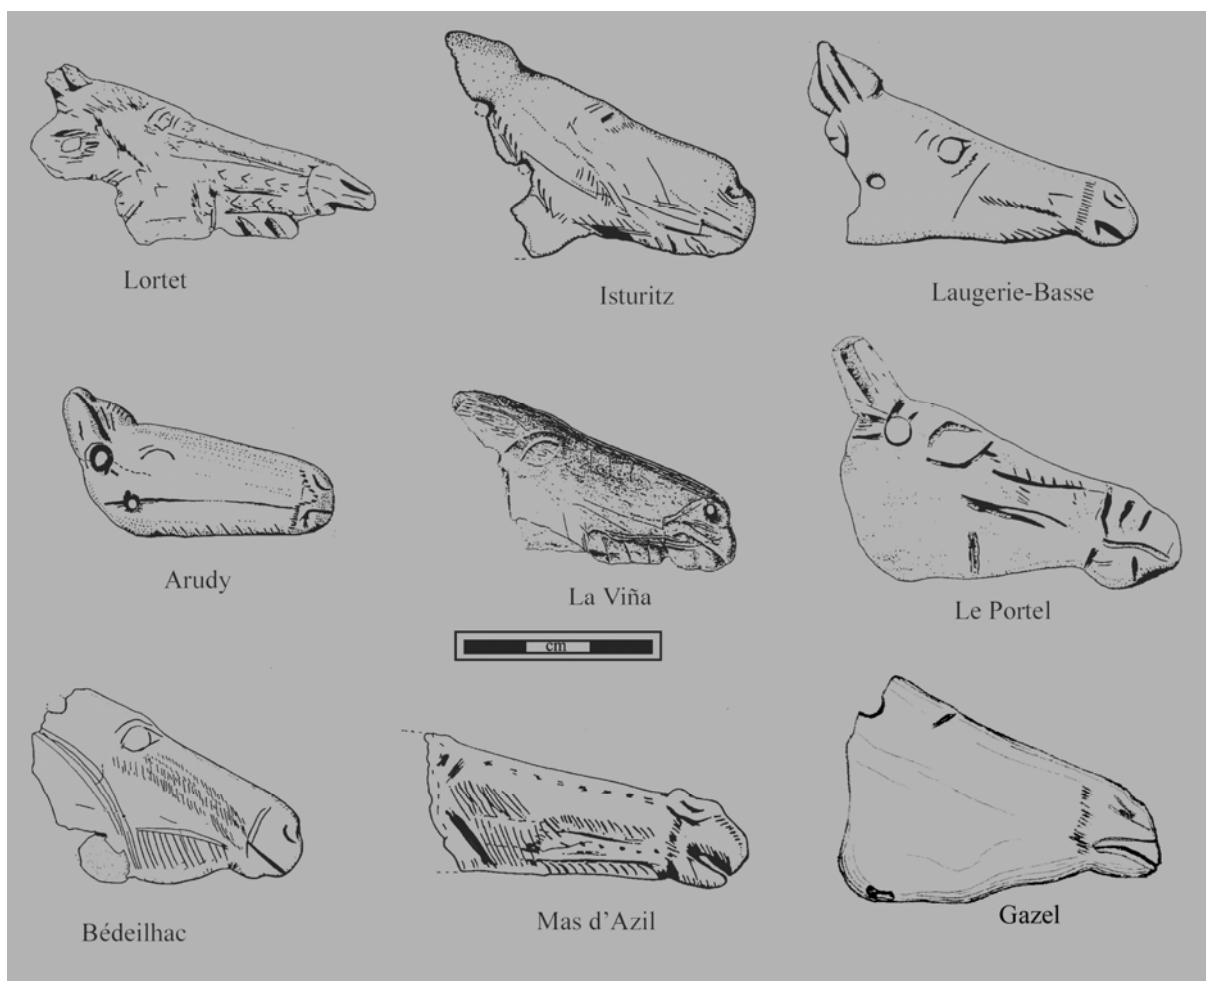 Lortet
Isturitz
Laugerie-Basse
Arudy
La Viña
Le Portel
cm
Bédeilhac
Mas d'Azil
Gazel